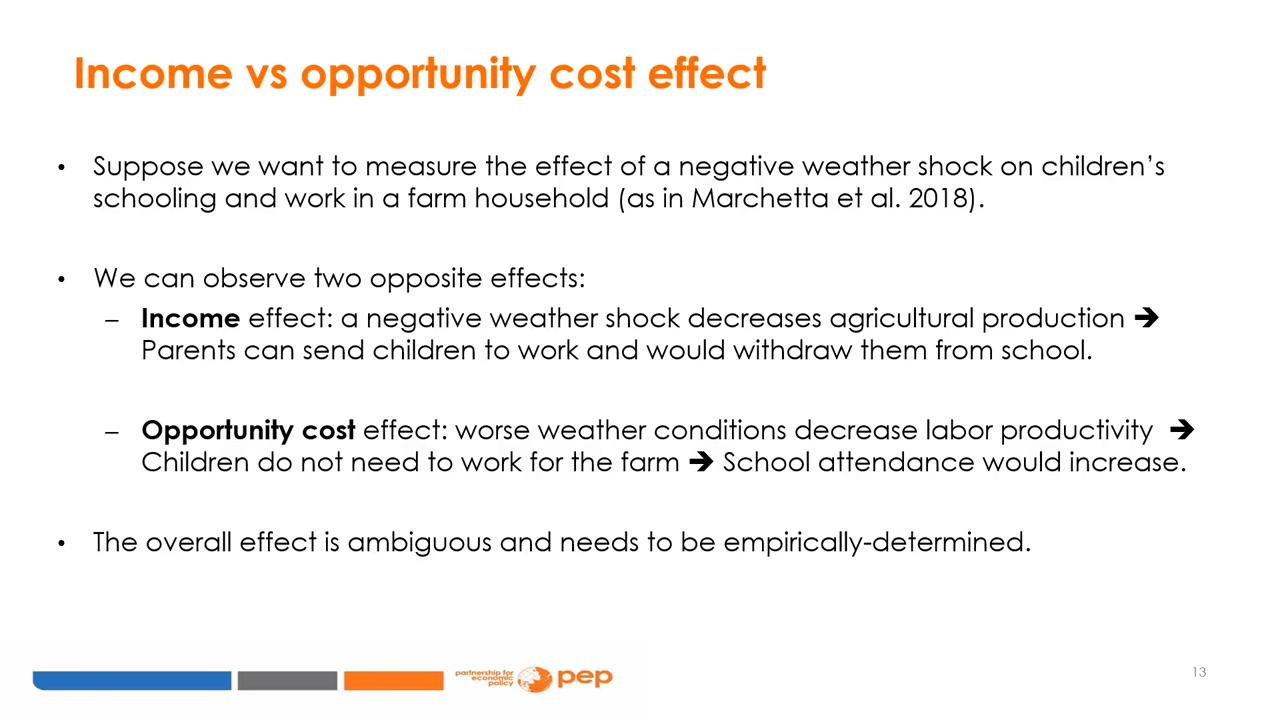 Income vs opportunity cost effect
• Suppose we want to measure the effect of a negative weather shock on children’s
schooling and work in a farm household (as in Marchetta et al. 2018).
• We can observe two opposite effects:
– Income effect: a negative weather shock decreases agricultural production ➔
Parents can send children to work and would withdraw them from school.
– Opportunity cost effect: worse weather conditions decrease labor productivity ➔
Children do not need to work for the farm ➔ School attendance would increase.
• The overall effect is ambiguous and needs to be empirically-determined.
partnership for
economic
policy
pep
13